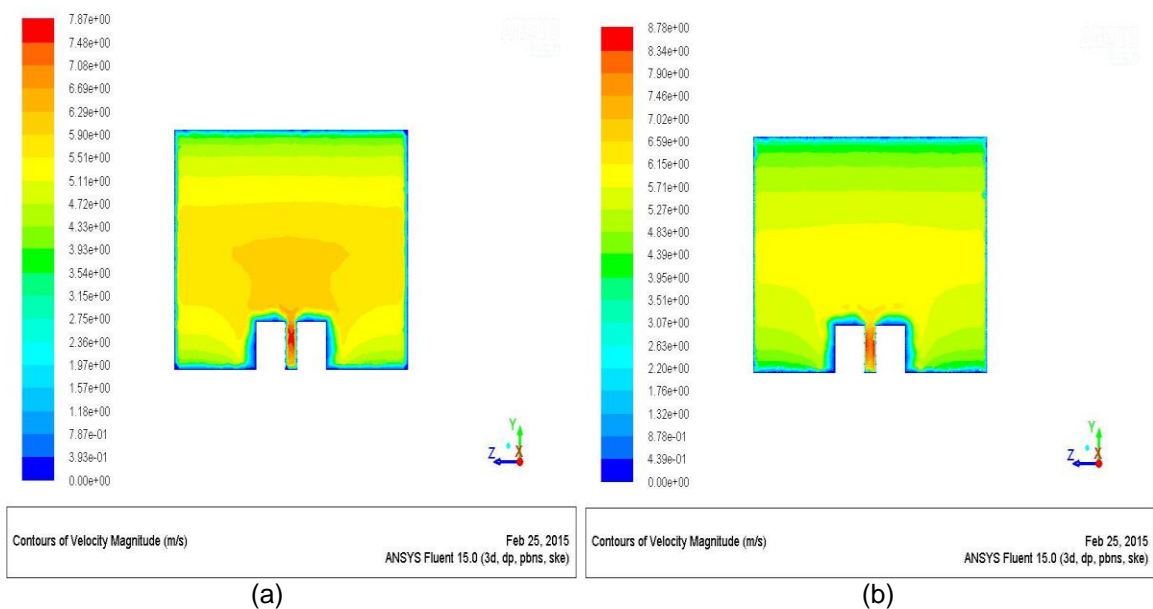 7.87e+00
7.48e+00
7.08e+00
6.69e+00
6.29e+00
5.90e+00
5.51e+00
5.11e+00
4.72e+00
4.33e+00
3.93e+00
3.54e+00
3.15e+00
2.75e+00
2.36e+00
1.97e+00
1.57e+00
1.18e+00
7.87e-01
3.93e-01
0.00e+00
Y
Z X
Contours of Velocity Magnitude (m/s)
Feb 25, 2015
ANSYS Fluent 15.0 (3d, dp, pbns, ske)
(a)
8.78e+00
8.34e+00
7.90e+00
7.46e+00
7.02e+00
6.59e+00
6.15e+00
5.71e+00
5.27e+00
4.83e+00
4.39e+00
3.95e+00
3.51e+00
3.07e+00
2.63e+00
2.20e+00
1.76e+00
1.32e+00
8.78e-01
4.39e-01
0.00e+00
Y
Z X
Contours of Velocity Magnitude (m/s)
Feb 25, 2015
ANSYS Fluent 15.0 (3d, dp, pbns, ske)
(b)